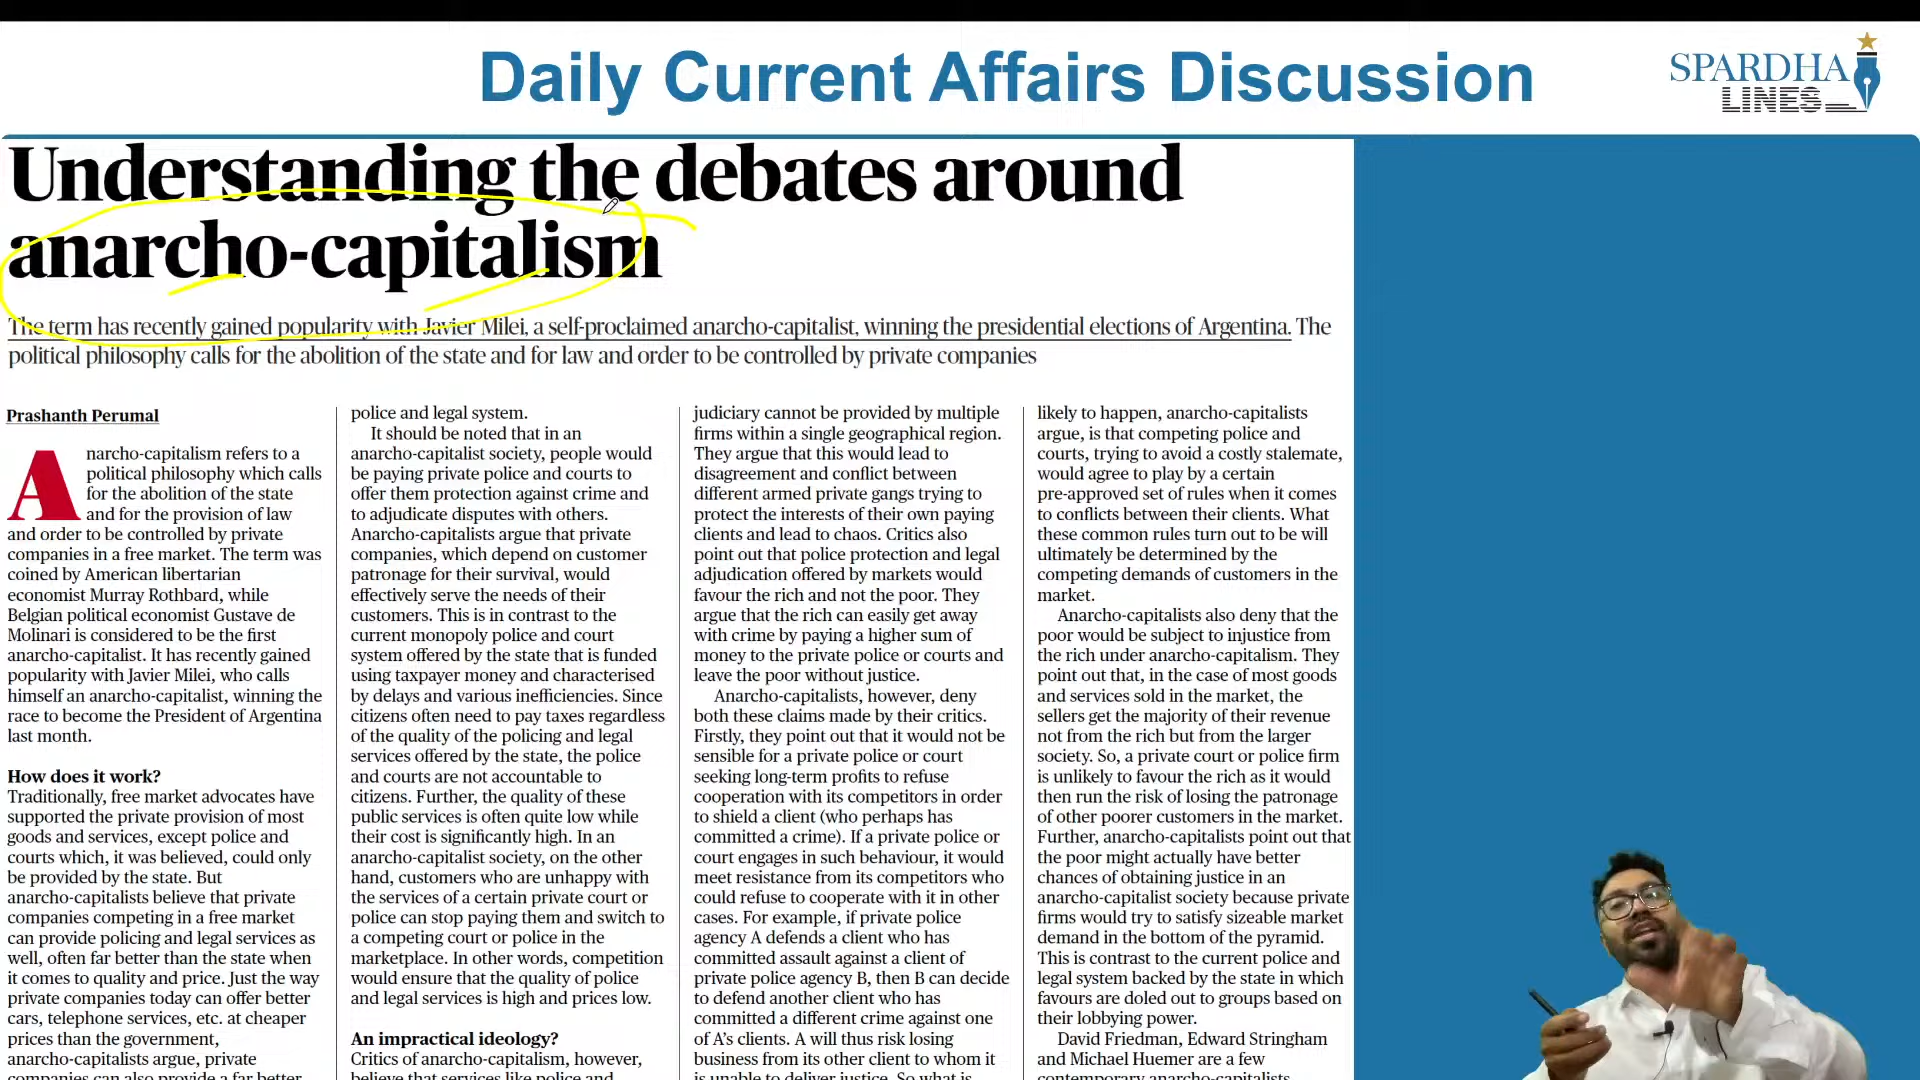 Daily Current Affairs Discussion
SPARDHA
LINES
Understanding the debates around
anarcho-capitalism
The term has recently gained popularity with Javier Milei, a self-proclaimed anarcho-capitalist, winning the presidential elections of Argentina. The
political philosophy calls for the abolition of the state and for law and order to be controlled by private companies
Prashanth Perumal
Anarcho-capitalism refers to a
political philosophy which calls
for the abolition of the state
and for the provision of law
and order to be controlled by private
companies in a free market. The term was
coined by American libertarian
economist Murray Rothbard, while
Belgian political economist Gustave de
Molinari is considered to be the first
anarcho-capitalist. It has recently gained
popularity with Javier Milei, who calls
himself an anarcho-capitalist, winning the
race to become the President of Argentina
last month.
How does it work?
Traditionally, free market advocates have
supported the private provision of most
goods and services, except police and
courts which, it was believed, could only
be provided by the state. But
anarcho-capitalists believe that private
companies competing in a free market
can provide policing and legal services as
well, often far better than the state when
it comes to quality and price. Just the way
private companies today can offer better
cars, telephone services, etc. at cheaper
prices than the government,
anarcho-capitalists argue, private
companies can also provide a far better
police and legal system.
It should be noted that in an
anarcho-capitalist society, people would
be paying private police and courts to
offer them protection against crime and
to adjudicate disputes with others.
Anarcho-capitalists argue that private
companies, which depend on customer
patronage for their survival, would
effectively serve the needs of their
customers. This is in contrast to the
current monopoly police and court
system offered by the state that is funded
using taxpayer money and characterised
by delays and various inefficiencies. Since
citizens often need to pay taxes regardless
of the quality of the policing and legal
services offered by the state, the police
and courts are not accountable to
citizens. Further, the quality of these
public services is often quite low while
their cost is significantly high. In an
anarcho-capitalist society, on the other
hand, customers who are unhappy with
the services of a certain private court or
police can stop paying them and switch to
a competing court or police in the
marketplace. In other words, competition
would ensure that the quality of police
and legal services is high and prices low.
An impractical ideology?
Critics of anarcho-capitalism, however,
believe that services like police and
judiciary cannot be provided by multiple
firms within a single geographical region.
They argue that this would lead to
disagreement and conflict between
different armed private gangs trying to
protect the interests of their own paying
clients and lead to chaos. Critics also
point out that police protection and legal
adjudication offered by markets would
favour the rich and not the poor. They
argue that the rich can easily get away
with crime by paying a higher sum of
money to the private police or courts and
leave the poor without justice.
Anarcho-capitalists, however, deny
both these claims made by their critics.
Firstly, they point out that it would not be
sensible for a private police or court
seeking long-term profits to refuse
cooperation with its competitors in order
to shield a client (who perhaps has
committed a crime). If a private police or
court engages in such behaviour, it would
meet resistance from its competitors who
could refuse to cooperate with it in other
cases. For example, if private police
agency A defends a client who has
committed assault against a client of
private police agency B, then B can decide
to defend another client who has
committed a different crime against one
of A's clients. A will thus risk losing
business from its other client to whom it
is unable to deliver justice. So what is
likely to happen, anarcho-capitalists
argue, is that competing police and
courts, trying to avoid a costly stalemate,
would agree to play by a certain
pre-approved set of rules when it comes
to conflicts between their clients. What
these common rules turn out to be will
ultimately be determined by the
competing demands of customers in the
market.
Anarcho-capitalists also deny that the
poor would be subject to injustice from
the rich under anarcho-capitalism. They
point out that, in the case of most goods
and services sold in the market, the
sellers get the majority of their revenue
not from the rich but from the larger
society. So, a private court or police firm
is unlikely to favour the rich as it would
then run the risk of losing the patronage
of other poorer customers in the market.
Further, anarcho-capitalists point out that
the poor might actually have better
chances of obtaining justice in an
anarcho-capitalist society because private
firms would try to satisfy sizeable market
demand in the bottom of the pyramid.
This is contrast to the current police and
legal system backed by the state in which
favours are doled out to groups based on
their lobbying power.
David Friedman, Edward Stringham
and Michael Huemer are a few
contemporary anarcho-capitalists